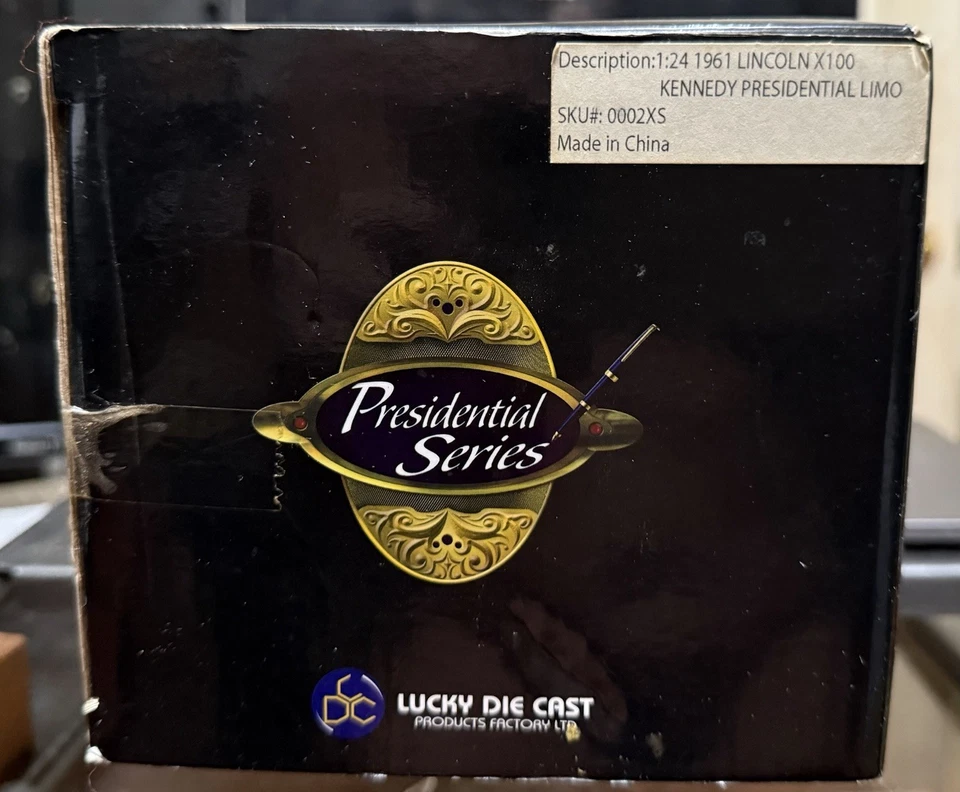 Description:1:24 1961 LINCOLN X100
KENNEDY PRESIDENTIAL LIMO
SKU#: 0002XS
Made in China
Presidential
Series
LDC
LUCKY DIE CAST
PRODUCTS FACTORY LTD.